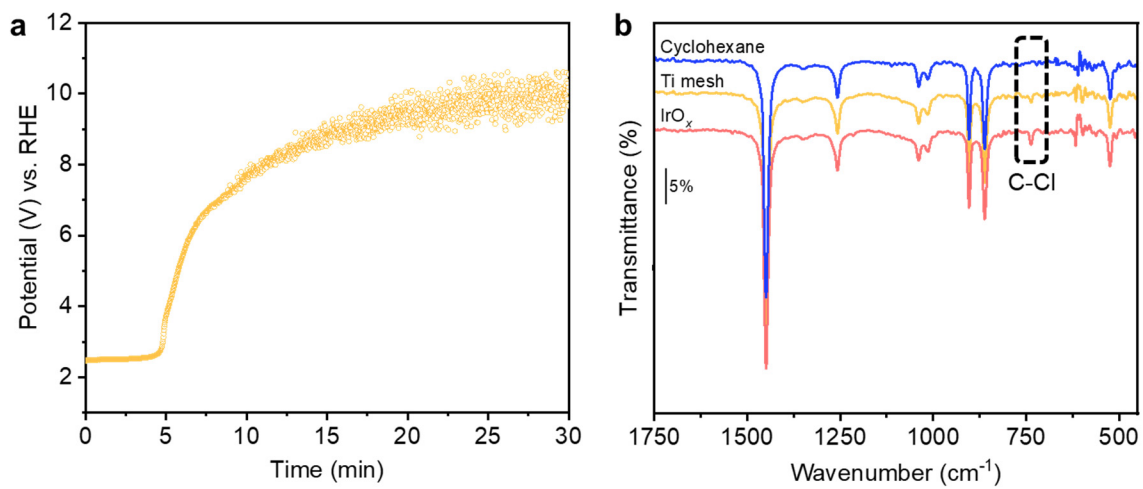 a
12
10
8
6
4
2
Potential (V) vs. RHE
0 5 10 15 20 25 30
Time (min)
b
Cyclohexane
Ti mesh
IrOₓ
5%
C-Cl
Transmittance (%)
1750 1500 1250 1000 750 500
Wavenumber (cm⁻¹)